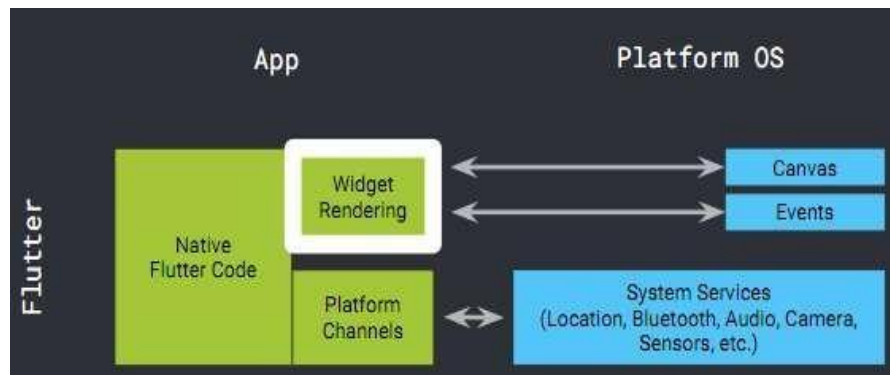 App
Platform OS
Flutter
Native
Flutter Code
Widget
Rendering
Platform
Channels
Canvas
Events
System Services
(Location, Bluetooth, Audio, Camera,
Sensors, etc.)